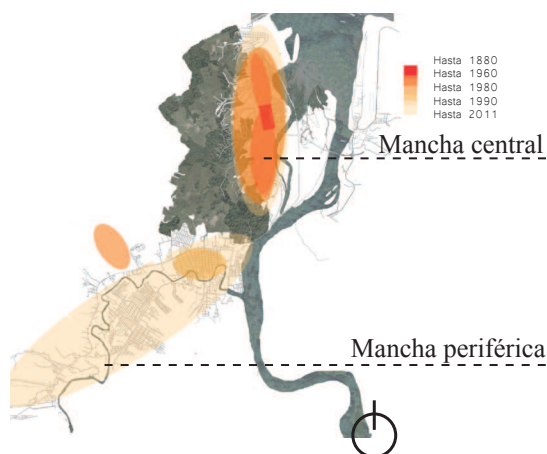 Hasta 1880
Hasta 1960
Hasta 1980
Hasta 1990
Hasta 2011
Mancha central
Mancha periférica